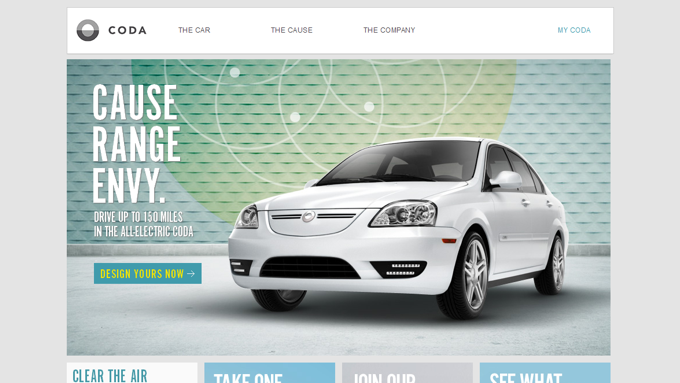 CODA
THE CAR
THE CAUSE
THE COMPANY
MY CODA
CAUSE
RANGE
ENVY.
DRIVE UP TO 150 MILES
IN THE ALL-ELECTRIC CODA
DESIGN YOURS NOW →
CLEAR THE AIR
TAKE ONE
JOIN OUR
SEE WHAT